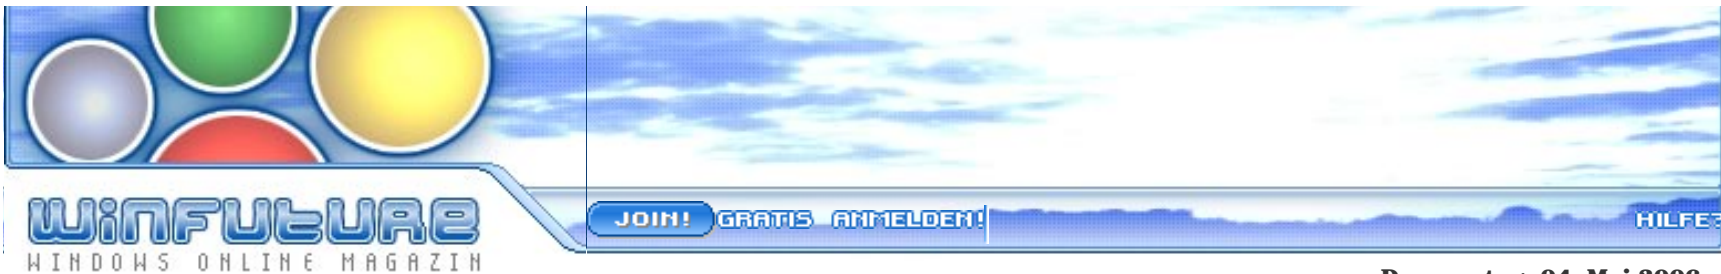 WINFUTURE
WINDOWS ONLINE MAGAZIN
JOIN! GRATIS ANMELDEN!
HILFE?